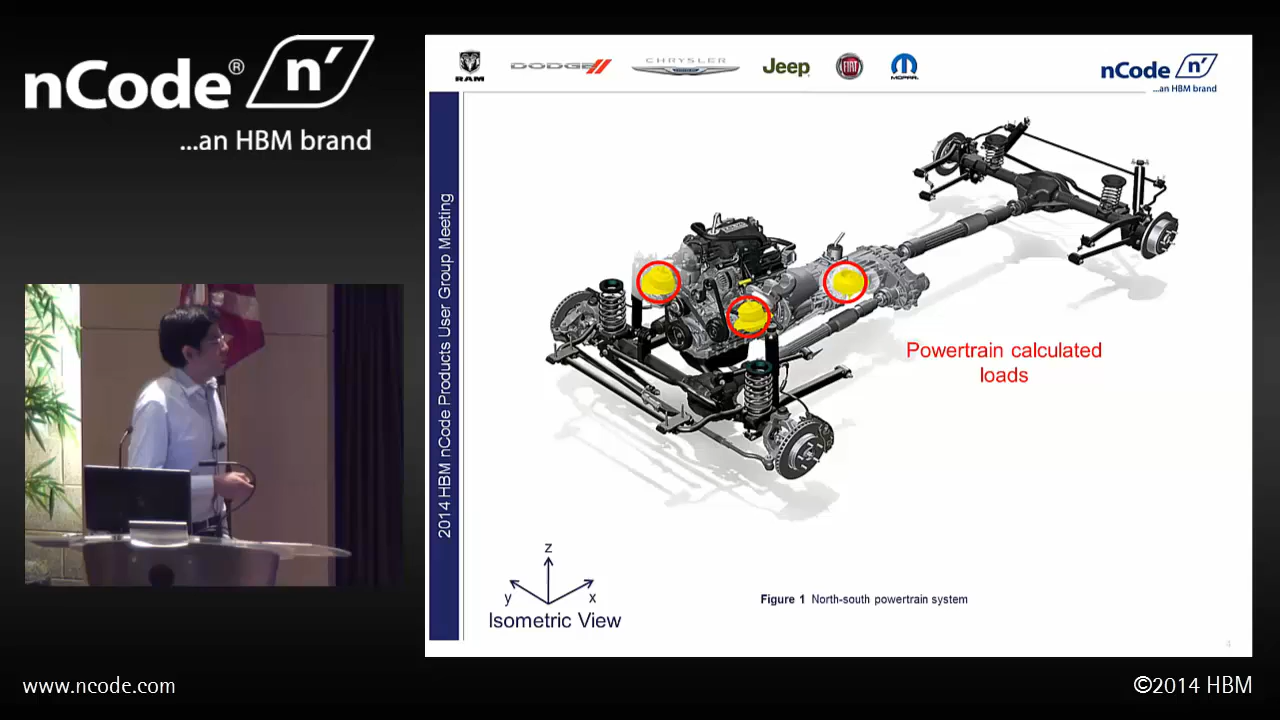 nCode® n'
...an HBM brand
RAM
DODGE
CHRYSLER
Jeep
FIAT
MOPAR
nCode n'
...an HBM brand
2014 HBM nCode Products User Group Meeting
Powertrain calculated
loads
z
y
x
Isometric View
Figure 1 North-south powertrain system
4
www.ncode.com
©2014 HBM